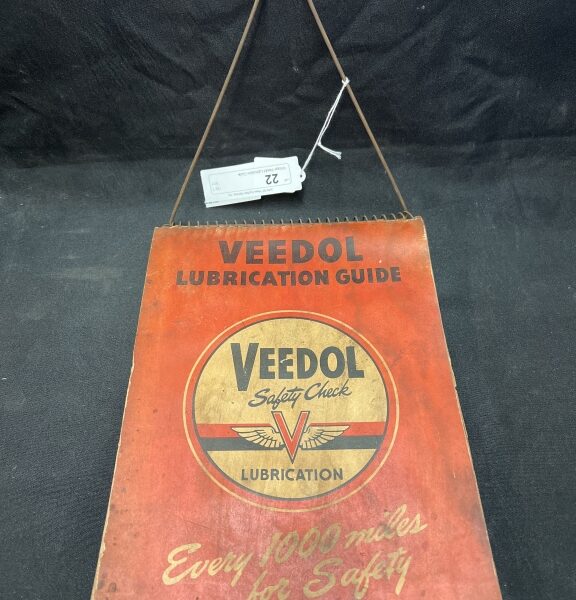 22
VEEDOL
LUBRICATION GUIDE
VEEDOL
Safety Check
V
LUBRICATION
Every 1000 miles
for Safety